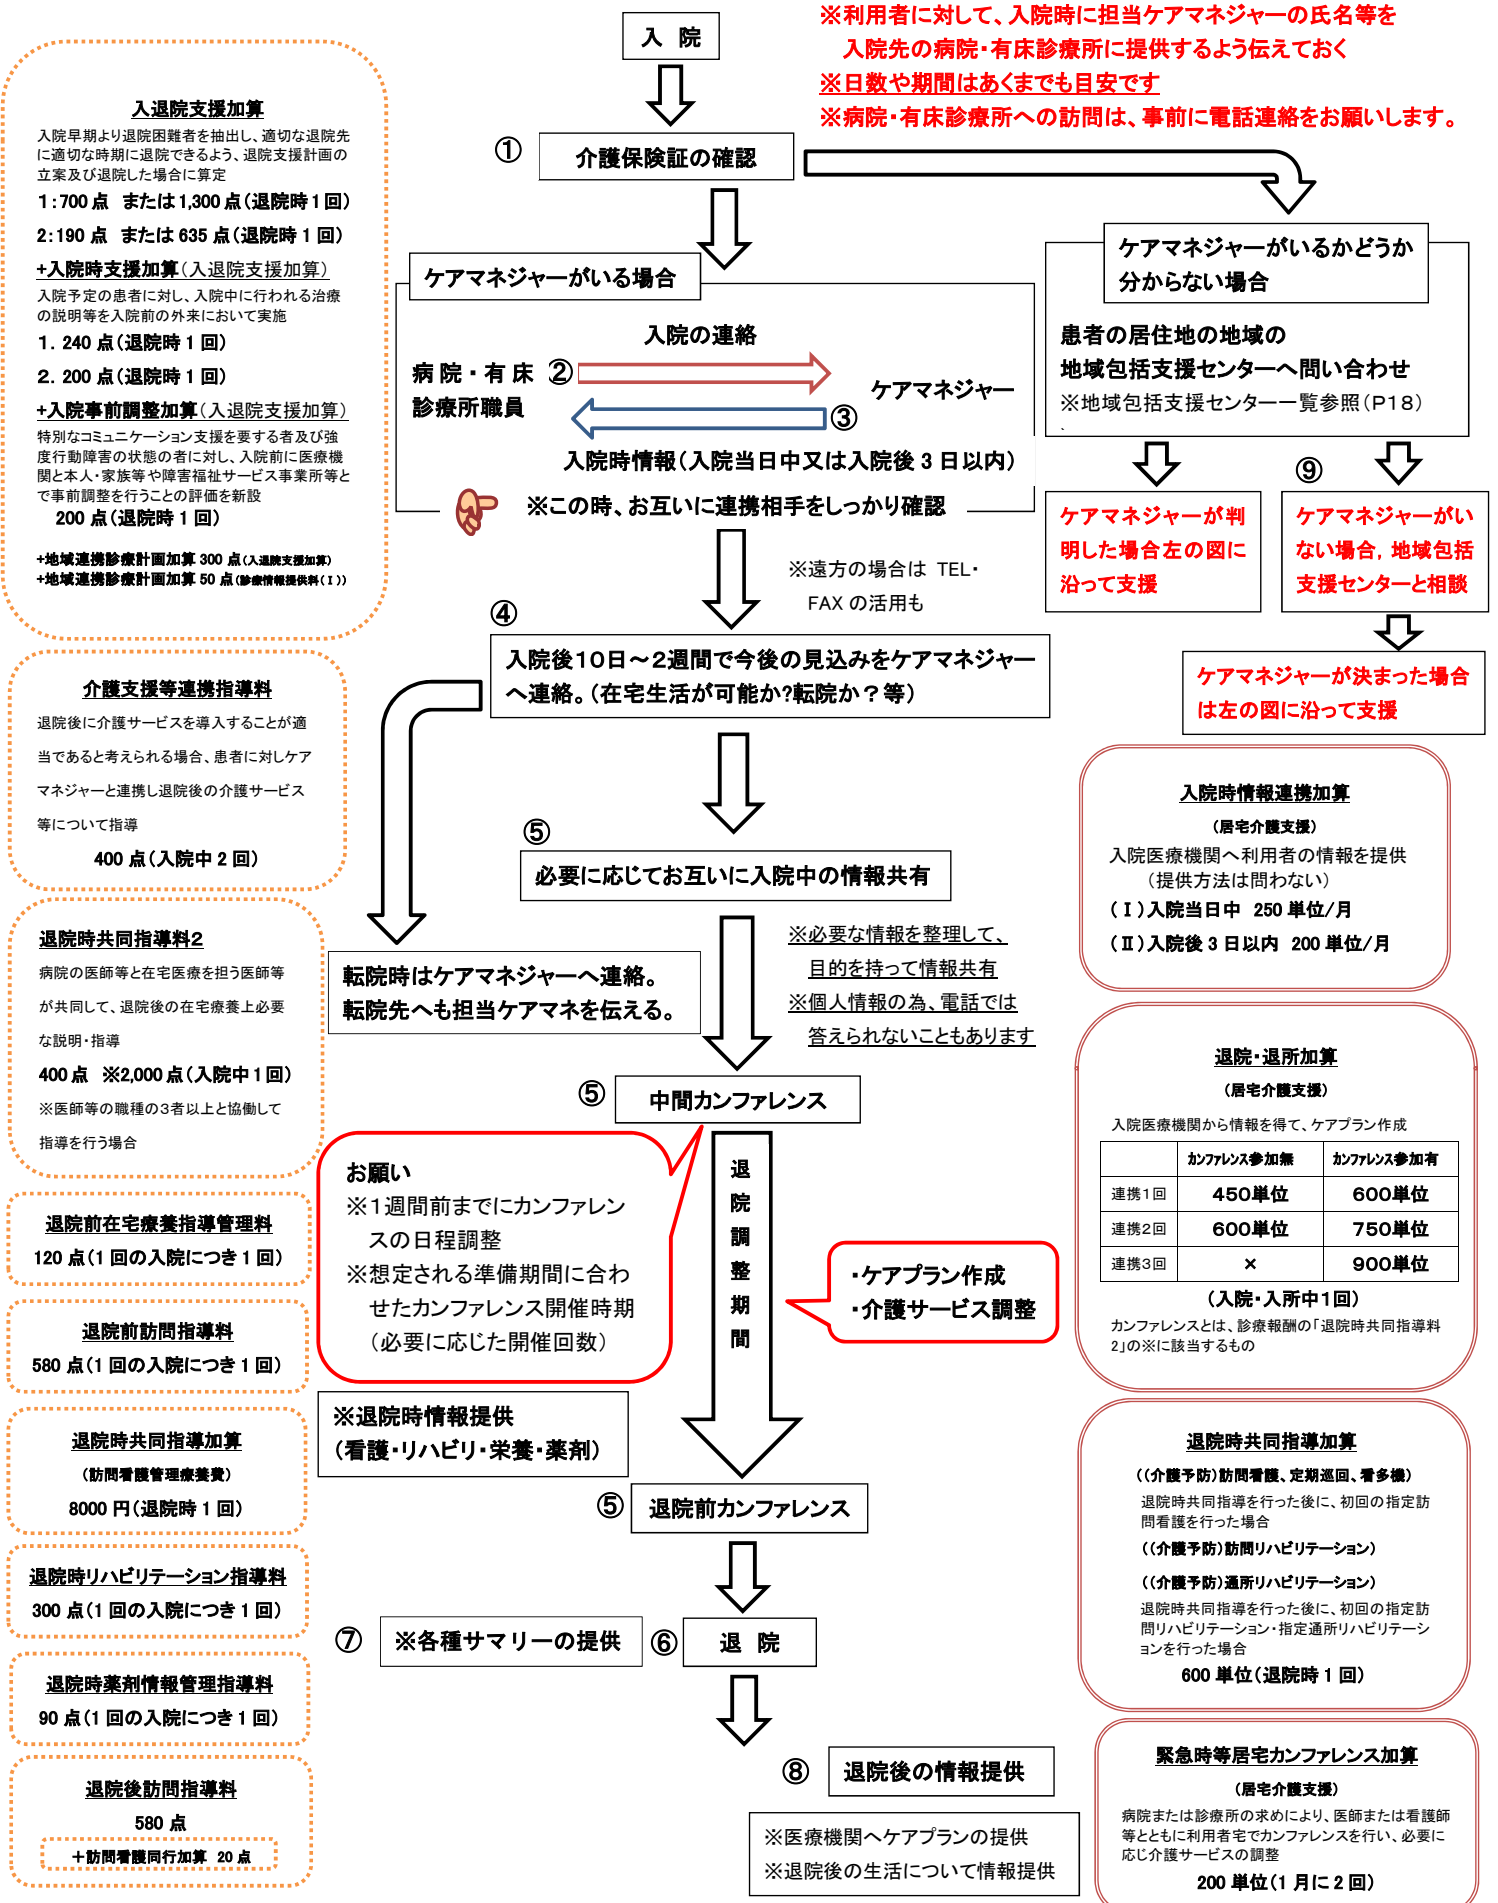 入 院
※利用者に対して、入院時に担当ケアマネジャーの氏名等を
入院先の病院・有床診療所に提供するよう伝えておく
※日数や期間はあくまでも目安です
※病院・有床診療所への訪問は、事前に電話連絡をお願いします。
① 介護保険証の確認
ケアマネジャーがいる場合
入院の連絡
病院・有床
診療所職員
②
ケアマネジャー
③
入院時情報（入院当日中又は入院後3日以内）
※この時、お互いに連携相手をしっかり確認
ケアマネジャーがいるかどうか
分からない場合
患者の居住地の地域の
地域包括支援センターへ問い合わせ
※地域包括支援センター一覧参照（P18）
、
ケアマネジャーが判
明した場合左の図に
沿って支援
⑨
ケアマネジャーがい
ない場合，地域包括
支援センターと相談
ケアマネジャーが決まった場合
は左の図に沿って支援
※遠方の場合は TEL・
FAX の活用も
④
入院後10日～2週間で今後の見込みをケアマネジャー
へ連絡。（在宅生活が可能か?転院か？等）
⑤
必要に応じてお互いに入院中の情報共有
※必要な情報を整理して、
目的を持って情報共有
※個人情報の為、電話では
答えられないこともあります
転院時はケアマネジャーへ連絡。
転院先へも担当ケアマネを伝える。
⑤ 中間カンファレンス
お願い
※1週間前までにカンファレン
スの日程調整
※想定される準備期間に合わ
せたカンファレンス開催時期
（必要に応じた開催回数）
退院調整期間
・ケアプラン作成
・介護サービス調整
※退院時情報提供
（看護・リハビリ・栄養・薬剤）
⑤ 退院前カンファレンス
⑦ ※各種サマリーの提供
⑥ 退 院
⑧ 退院後の情報提供
※医療機関へケアプランの提供
※退院後の生活について情報提供
入退院支援加算
入院早期より退院困難者を抽出し、適切な退院先
に適切な時期に退院できるよう、退院支援計画の
立案及び退院した場合に算定
1：700点 または1,300点（退院時1回）
2：190点 または635点（退院時1回）
+入院時支援加算（入退院支援加算）
入院予定の患者に対し、入院中に行われる治療
の説明等を入院前の外来において実施
1．240点（退院時1回）
2．200点（退院時1回）
+入院事前調整加算（入退院支援加算）
特別なコミュニケーション支援を要する者及び強
度行動障害の状態の者に対し、入院前に医療機
関と本人・家族等や障害福祉サービス事業所等と
で事前調整を行うことの評価を新設
200点（退院時1回）
+地域連携診療計画加算 300点（入退院支援加算）
+地域連携診療計画加算 50点（診療情報提供料（Ⅰ））
介護支援等連携指導料
退院後に介護サービスを導入することが適
当であると考えられる場合、患者に対しケア
マネジャーと連携し退院後の介護サービス
等について指導
400点（入院中2回）
退院時共同指導料2
病院の医師等と在宅医療を担う医師等
が共同して、退院後の在宅療養上必要
な説明・指導
400点 ※2,000点（入院中1回）
※医師等の職種の3者以上と協働して
指導を行う場合
退院前在宅療養指導管理料
120点（1回の入院につき1回）
退院前訪問指導料
580点（1回の入院につき1回）
退院時共同指導加算
（訪問看護管理療養費）
8000円（退院時1回）
退院時リハビリテーション指導料
300点（1回の入院につき1回）
退院時薬剤情報管理指導料
90点（1回の入院につき1回）
退院後訪問指導料
580点
＋訪問看護同行加算 20点
入院時情報連携加算
（居宅介護支援）
入院医療機関へ利用者の情報を提供
（提供方法は問わない）
（Ⅰ）入院当日中 250単位/月
（Ⅱ）入院後3日以内 200単位/月
退院・退所加算
（居宅介護支援）
入院医療機関から情報を得て、ケアプラン作成
カンファレンス参加無 カンファレンス参加有
連携1回 450単位 600単位
連携2回 600単位 750単位
連携3回 × 900単位
（入院・入所中1回）
カンファレンスとは、診療報酬の「退院時共同指導料
2」の※に該当するもの
退院時共同指導加算
（（介護予防）訪問看護、定期巡回、看多機）
退院時共同指導を行った後に、初回の指定訪
問看護を行った場合
（（介護予防）訪問リハビリテーション）
（（介護予防）通所リハビリテーション）
退院時共同指導を行った後に、初回の指定訪
問リハビリテーション・指定通所リハビリテーシ
ョンを行った場合
600単位（退院時1回）
緊急時等居宅カンファレンス加算
（居宅介護支援）
病院または診療所の求めにより、医師または看護師
等とともに利用者宅でカンファレンスを行い、必要に
応じ介護サービスの調整
200単位（1月に2回）